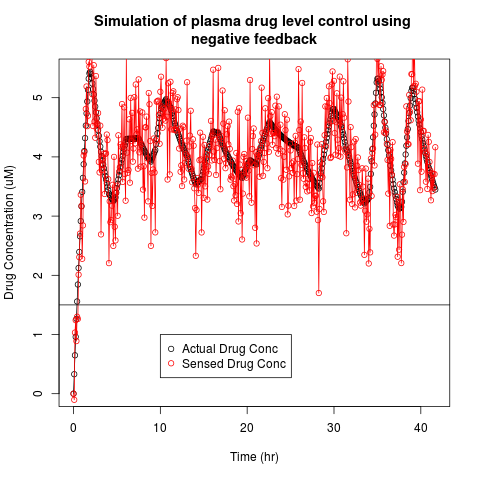 Simulation of plasma drug level control using
negative feedback
Drug Concentration (uM)
5
4
3
2
1
0
Actual Drug Conc
Sensed Drug Conc
0 10 20 30 40
Time (hr)